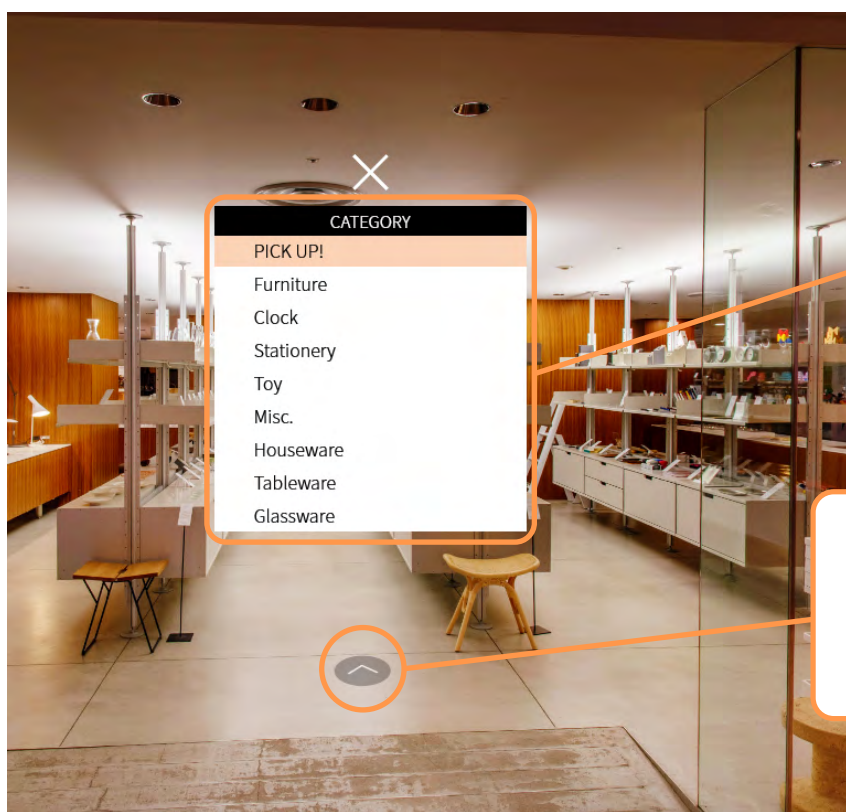 CATEGORY
PICK UP!
Furniture
Clock
Stationery
Toy
Misc.
Houseware
Tableware
Glassware